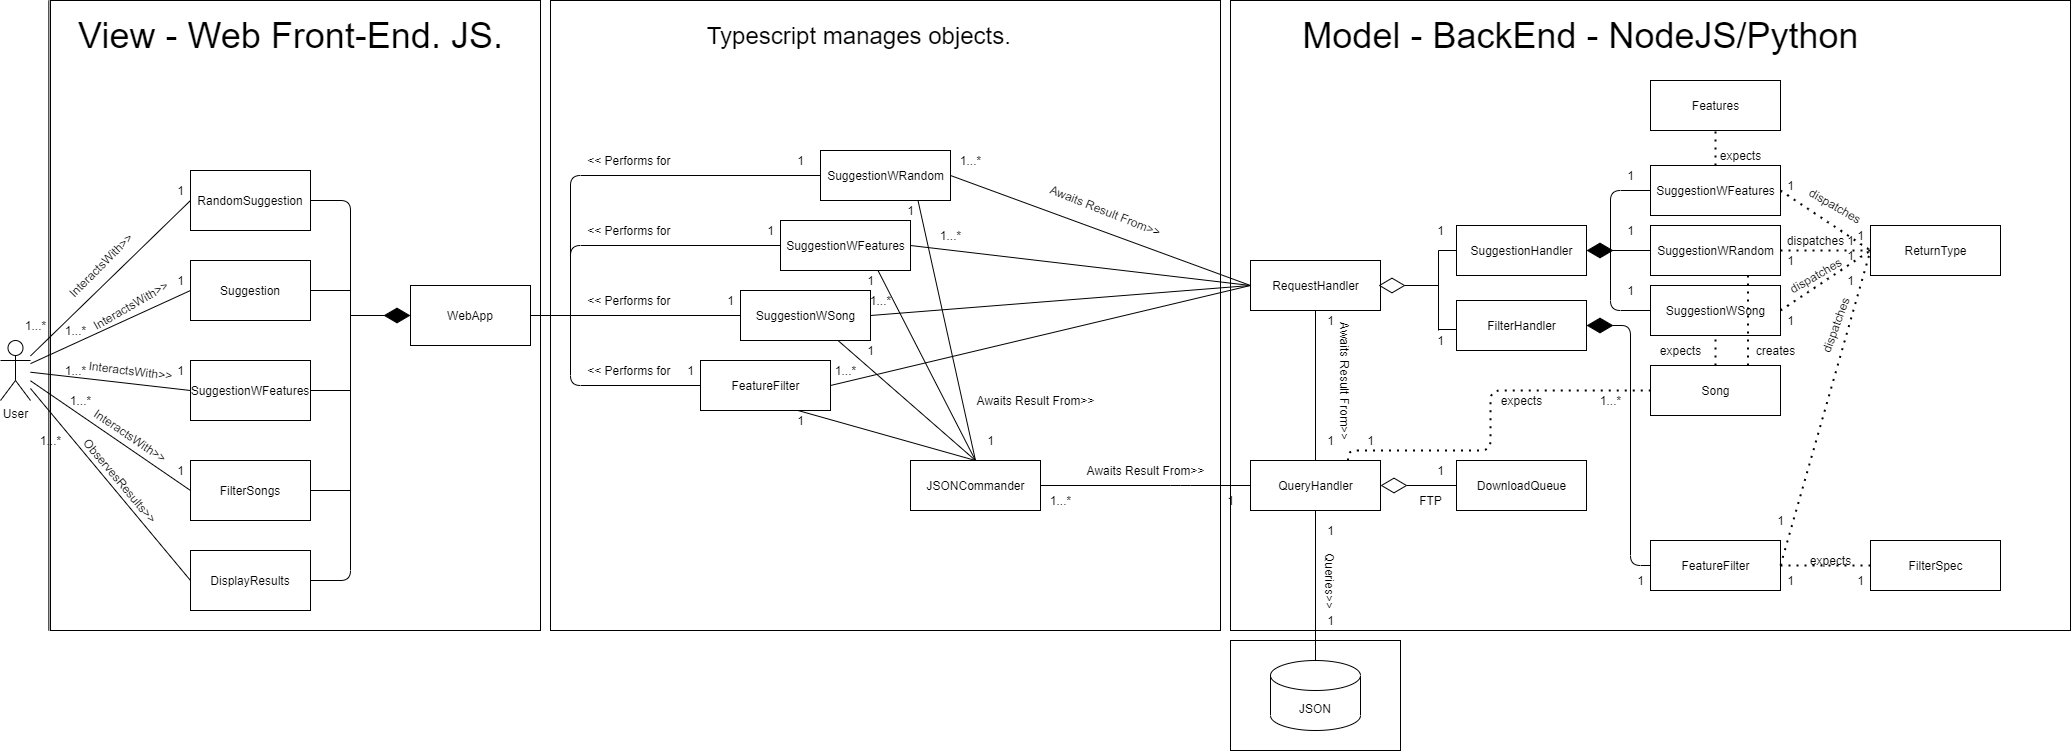 View - Web Front-End. JS.
Typescript manages objects.
Model - BackEnd - NodeJS/Python
User
1...*
InteractsWith>>
1
RandomSuggestion
1...*
InteractsWith>>
1
Suggestion
1...*
InteractsWith>>
1
SuggestionWFeatures
1...*
InteractsWith>>
1
FilterSongs
1...*
ObservesResults>>
DisplayResults
WebApp
<< Performs for
1
SuggestionWRandom
1...*
1
Awaits Result From>>
<< Performs for
1
SuggestionWFeatures
1...*
1
<< Performs for
1
SuggestionWSong
1...*
1
<< Performs for
1
FeatureFilter
1...*
1
Awaits Result From>>
1
JSONCommander
1...*
Awaits Result From>>
1
RequestHandler
1
Awaits Result From>>
1
1
QueryHandler
1
FTP
DownloadQueue
1
Queries>>
1
JSON
1
SuggestionHandler
1
FilterHandler
Features
expects
1
SuggestionWFeatures
1
dispatches
1
1
SuggestionWRandom
1
dispatches
1
1
SuggestionWSong
1
dispatches
1
ReturnType
expects
creates
Song
1...*
expects
1
dispatches
1
1
FeatureFilter
1
expects
1
FilterSpec